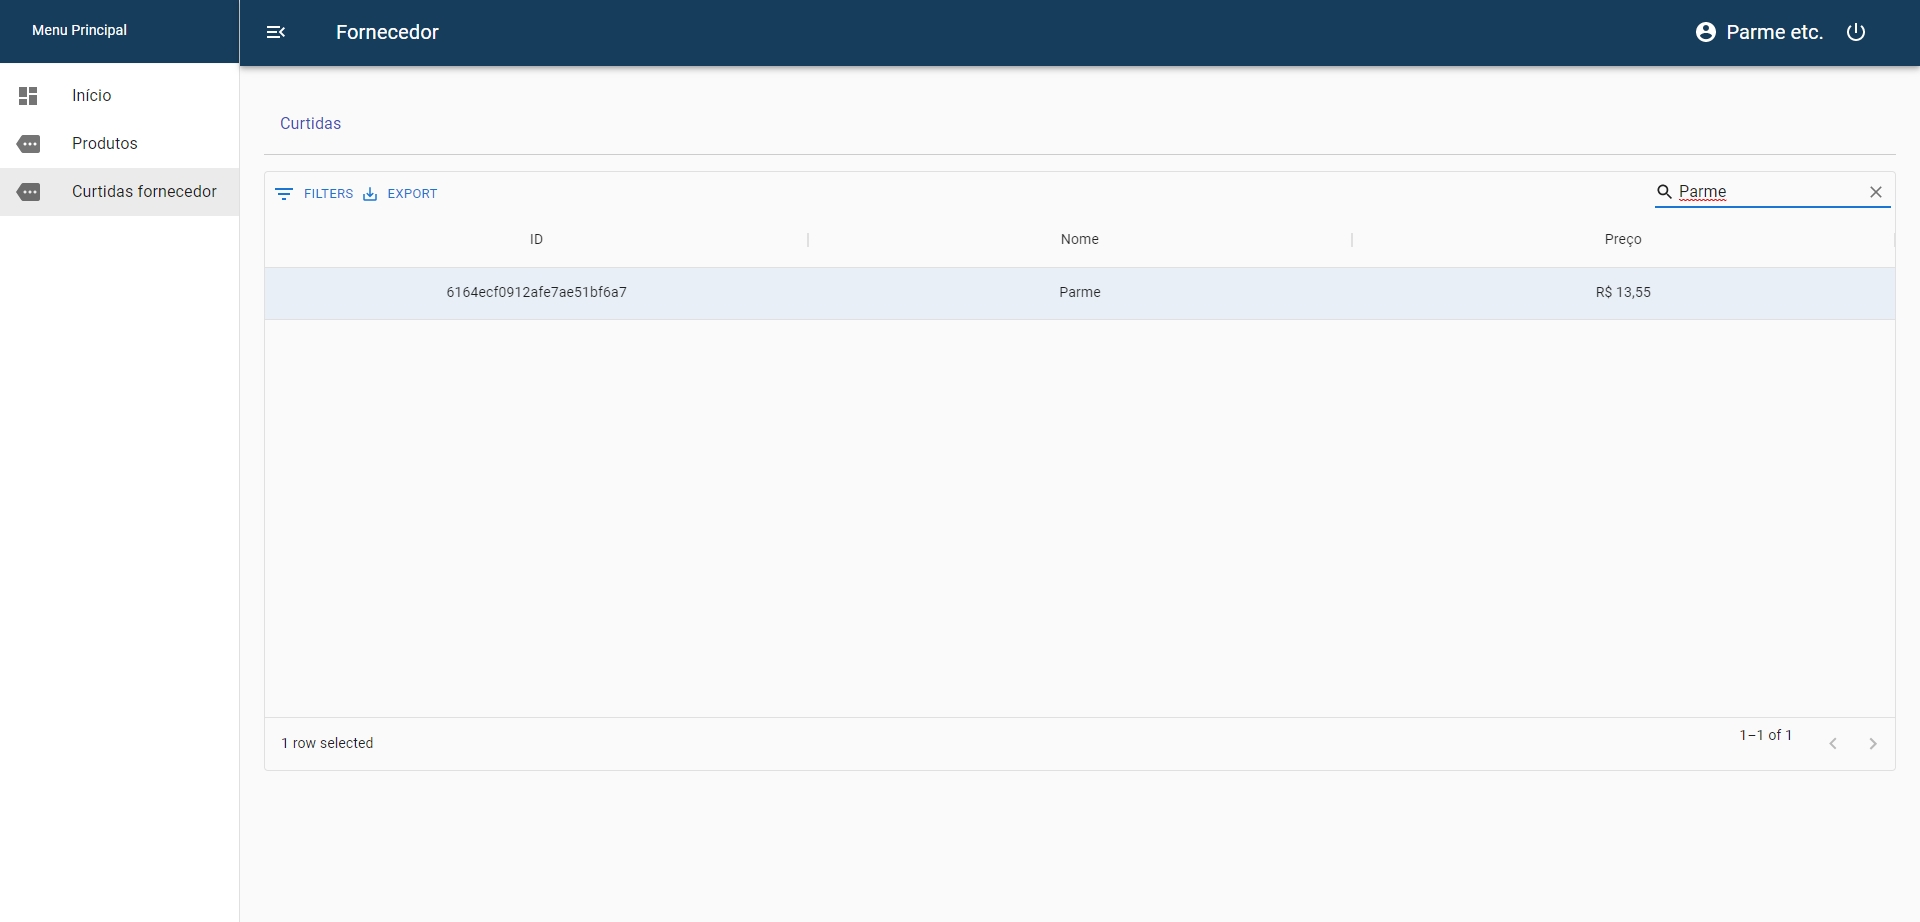 Menu Principal
Fornecedor
Parme etc.
Início
Produtos
Curtidas fornecedor
Curtidas
FILTERS
EXPORT
Parme
ID
Nome
Preço
6164ecf0912afe7ae51bf6a7
Parme
R$ 13,55
1 row selected
1–1 of 1